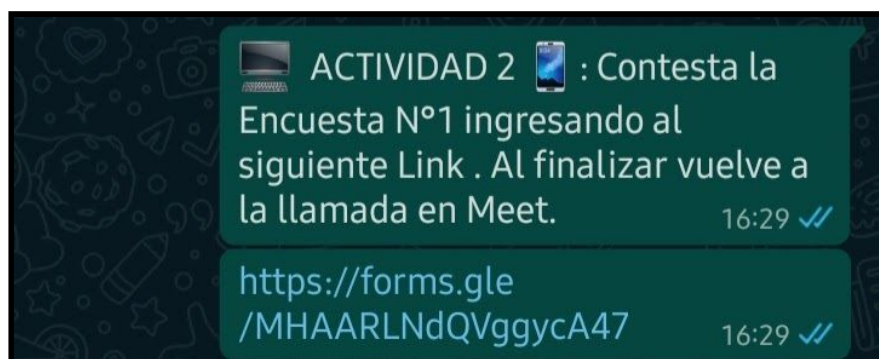 💻 ACTIVIDAD 2 📱 : Contesta la
Encuesta N°1 ingresando al
siguiente Link . Al finalizar vuelve a
la llamada en Meet.
16:29
https://forms.gle
/MHAARLNdQVggycA47
16:29